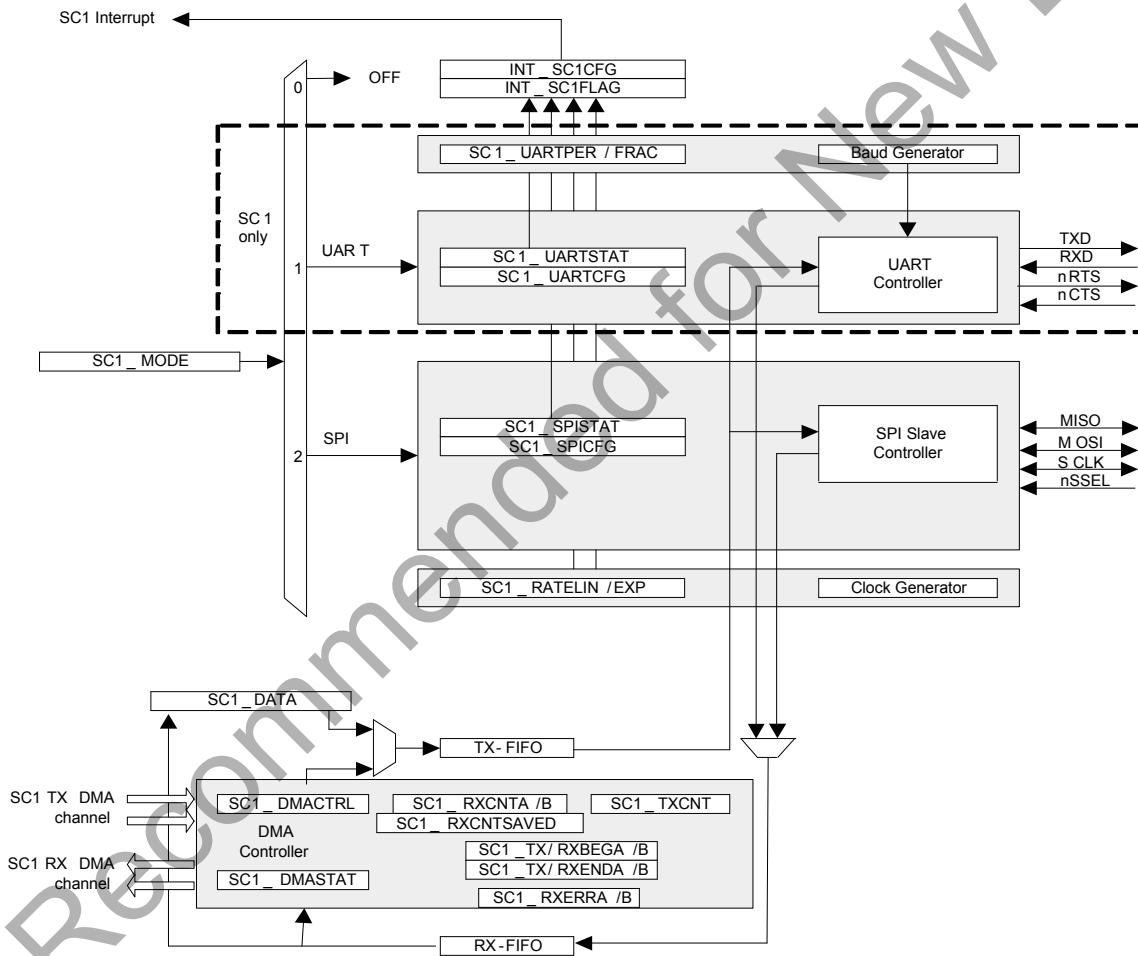 SC1 Interrupt
INT_SC1CFG
INT_SC1FLAG
0
OFF
SC1_UARTPER / FRAC
Baud Generator
SC1
only
UART
1
SC1_UARTSTAT
SC1_UARTCFG
UART
Controller
TXD
RXD
nRTS
nCTS
SC1_MODE
SPI
2
SC1_SPISTAT
SC1_SPICFG
SPI Slave
Controller
MISO
MOSI
SCLK
nSSEL
SC1_RATELIN /EXP
Clock Generator
SC1_DATA
TX-FIFO
SC1 TX DMA
channel
SC1_DMACTRL
SC1_RXCNTA /B
SC1_TXCNT
SC1_RXCNTSAVED
DMA
Controller
SC1_TX/ RXBEGA /B
SC1_TX/ RXENDA /B
SC1 RX DMA
channel
SC1_DMASTAT
SC1_RXERRA /B
RX-FIFO
Recommended for New